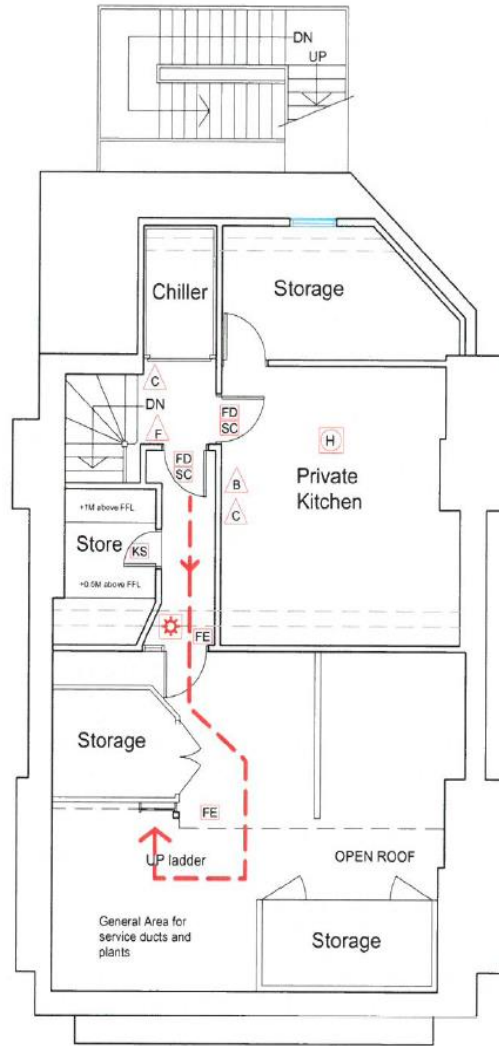 DN
UP
Chiller
Storage
C
DN
F
FD
SC
FD
SC
H
Private
Kitchen
B
C
+1M above FFL
Store
KS
+0.5M above FFL
FE
Storage
FE
UP ladder
OPEN ROOF
General Area for
service ducts and
plants
Storage